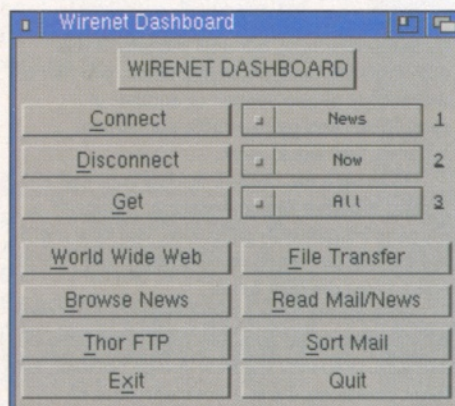 Wirenet Dashboard
WIRENET DASHBOARD
Connect News 1
Disconnect Now 2
Get All 3
World Wide Web File Transfer
Browse News Read Mail/News
Thor FTP Sort Mail
Exit Quit